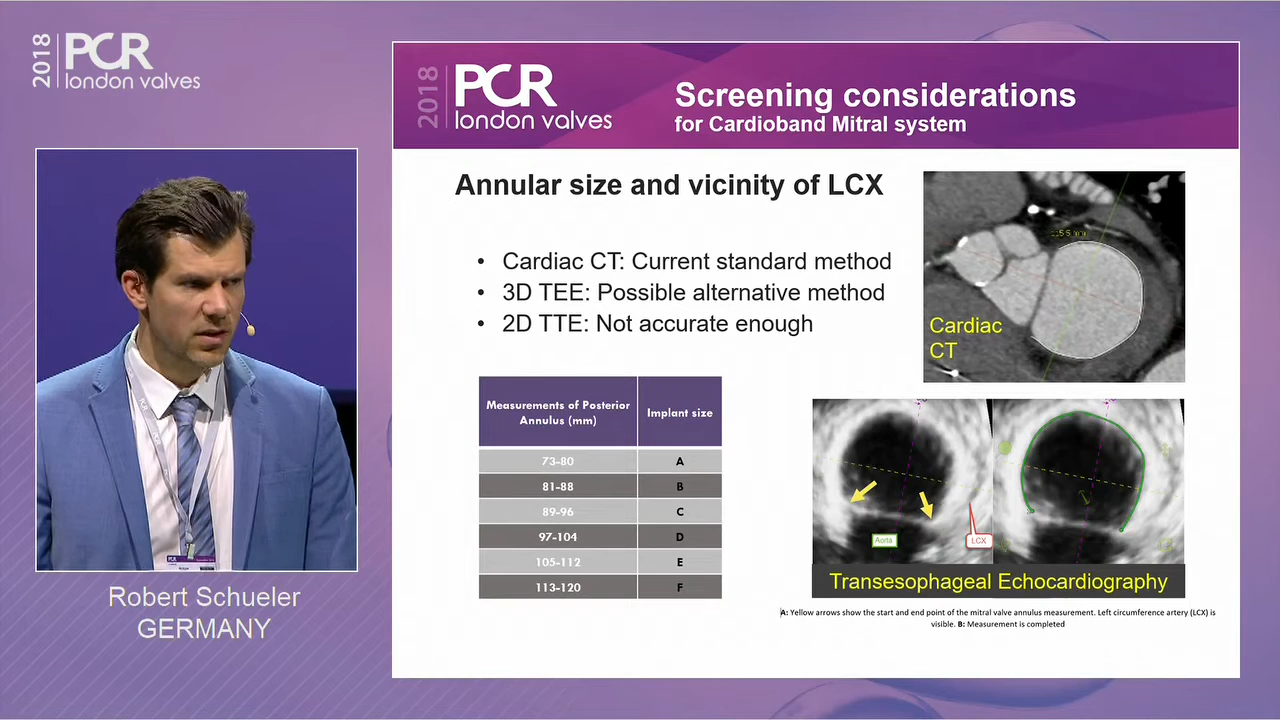 2018
PCR
london valves
2018
PCR
london valves
Screening considerations
for Cardioband Mitral system
Annular size and vicinity of LCX
• Cardiac CT: Current standard method
• 3D TEE: Possible alternative method
• 2D TTE: Not accurate enough
Cardiac
CT
Measurements of Posterior
Annulus (mm)
Implant size
73-80 A
81-88 B
89-96 C
97-104 D
105-112 E
113-120 F
Aorta
LCX
Transesophageal Echocardiography
A: Yellow arrows show the start and end point of the mitral valve annulus measurement. Left circumference artery (LCX) is
visible. B: Measurement is completed
PCR
Robert Schueler
GERMANY